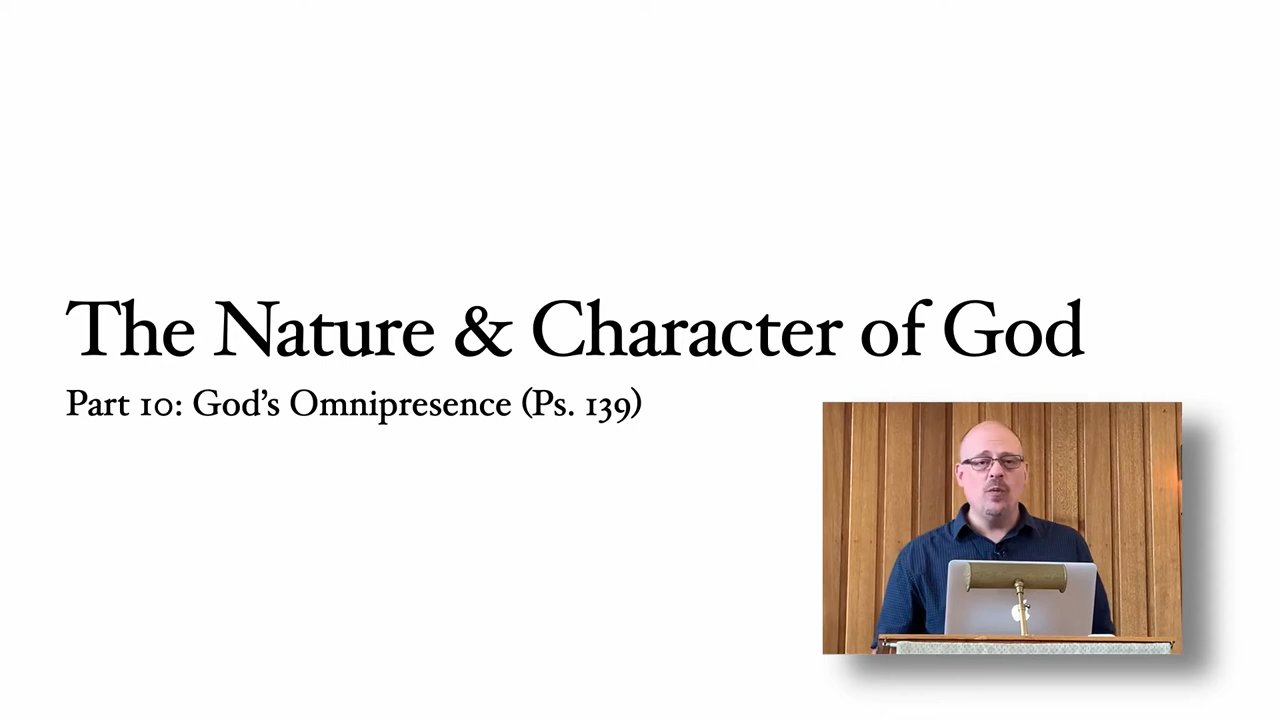 The Nature & Character of God
Part 10: God’s Omnipresence (Ps. 139)